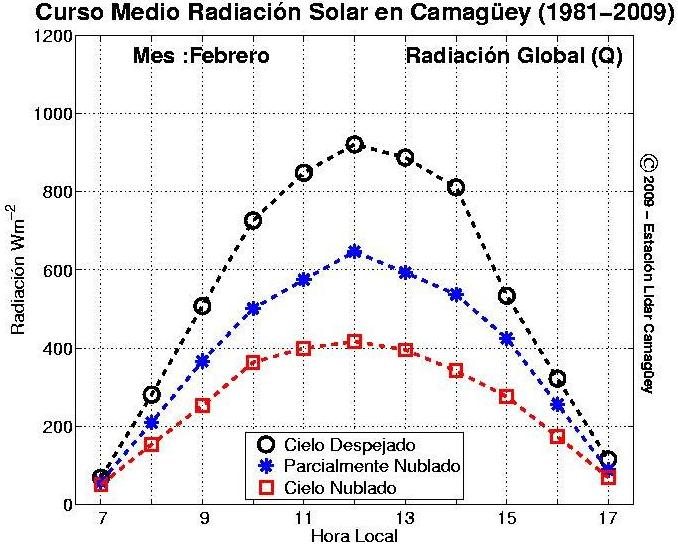 Curso Medio Radiación Solar en Camagüey (1981−2009)
Mes :Febrero
Radiación Global (Q)
1200
1000
800
600
400
200
0
Radiación Wm−2
7
9
11
13
15
17
Hora Local
Cielo Despejado
Parcialmente Nublado
Cielo Nublado
© 2009 − Estación Lidar Camagüey